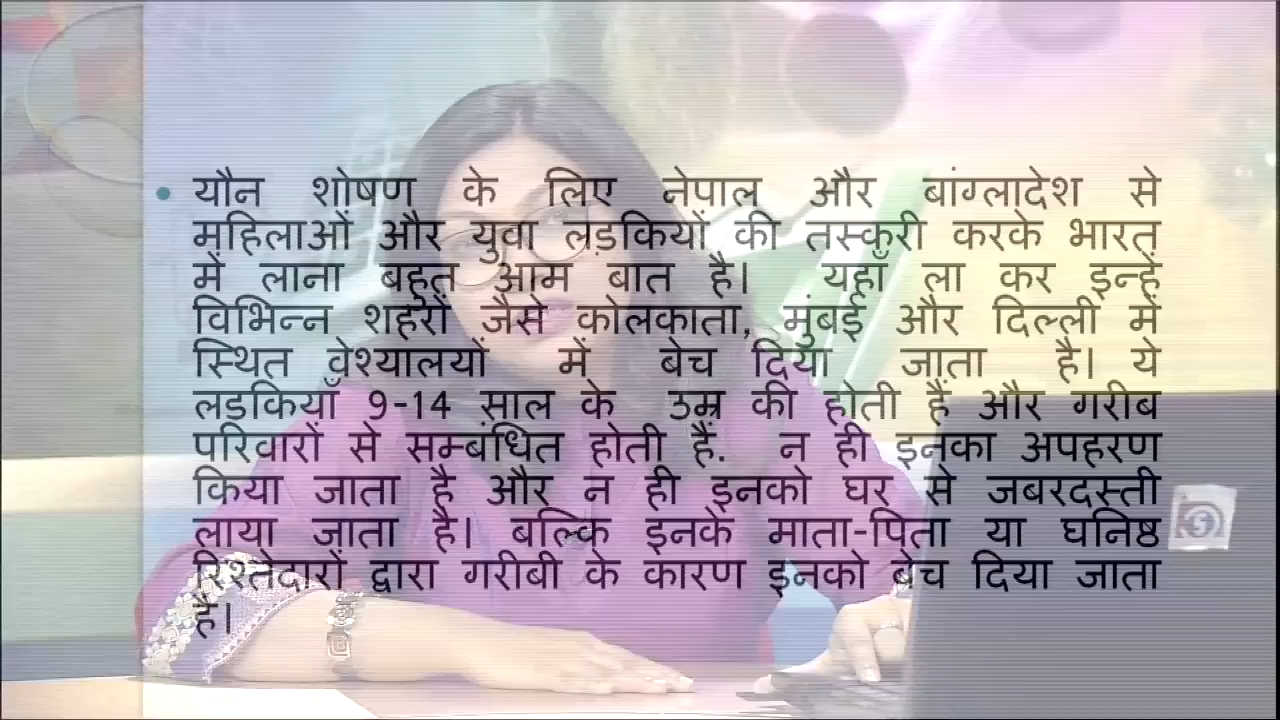 • यौन शोषण के लिए नेपाल और बांग्लादेश से
महिलाओं और युवा लड़कियों की तस्करी करके भारत
में लाना बहुत आम बात है। यहाँ ला कर इन्हें
विभिन्न शहरों जैसे कोलकाता, मुंबई और दिल्ली में
स्थित वेश्यालयों में बेच दिया जाता है। ये
लडकियाँ 9-14 साल के उम्र की होती हैं और गरीब
परिवारों से सम्बंधित होती हैं. न ही इनका अपहरण
किया जाता है और न ही इनको घर से जबरदस्ती
लाया जाता है। बल्कि इनके माता-पिता या घनिष्ठ
रिश्तेदारों द्वारा गरीबी के कारण इनको बेच दिया जाता
है।